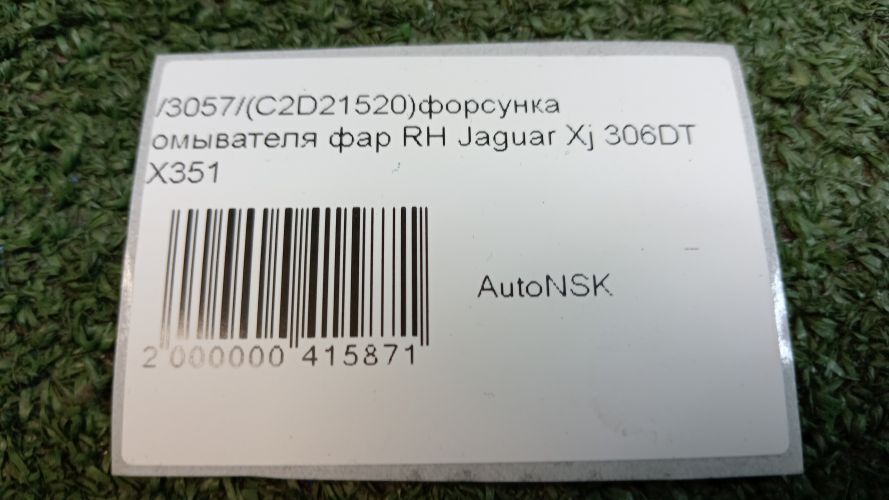 /3057/(C2D21520)форсунка
омывателя фар RH Jaguar Xj 306DT
X351
AutoNSK
2 000000 415871